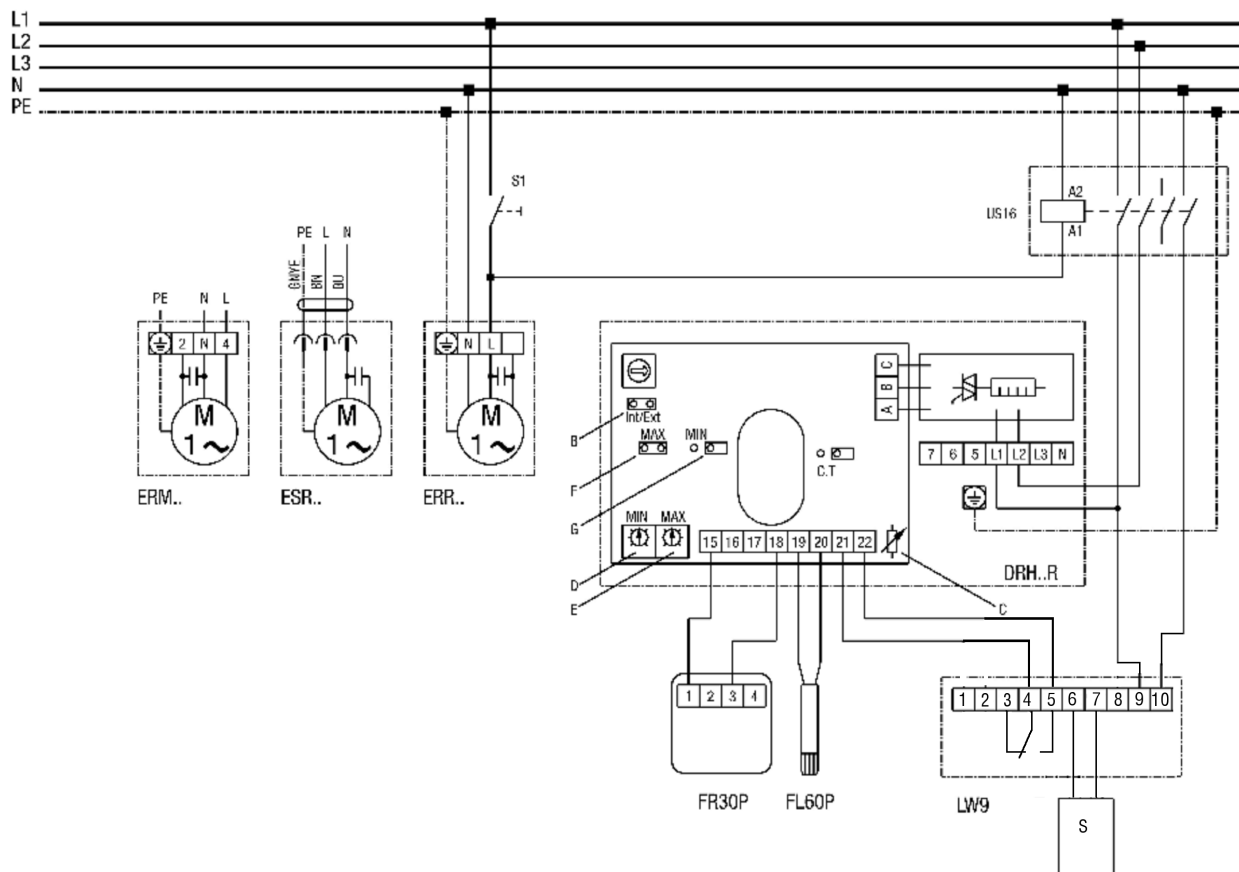 L1
L2
L3
N
PE
S1
US16
A2
A1
PE L N
GNYE BN BU
PE N L
2 N 4
M
1~
ERM..
M
1~
ESR..
N L
M
1~
ERR..
B
Int/Ext
MAX MIN
F
G
C.T
MIN MAX
D
E
15 16 17 18 19 20 21 22
C
B
A
7 6 5 L1 L2 L3 N
DRH..R
C
1 2 3 4
FR30P
FL60P
1 2 3 4 5 6 7 8 9 10
LW9
S